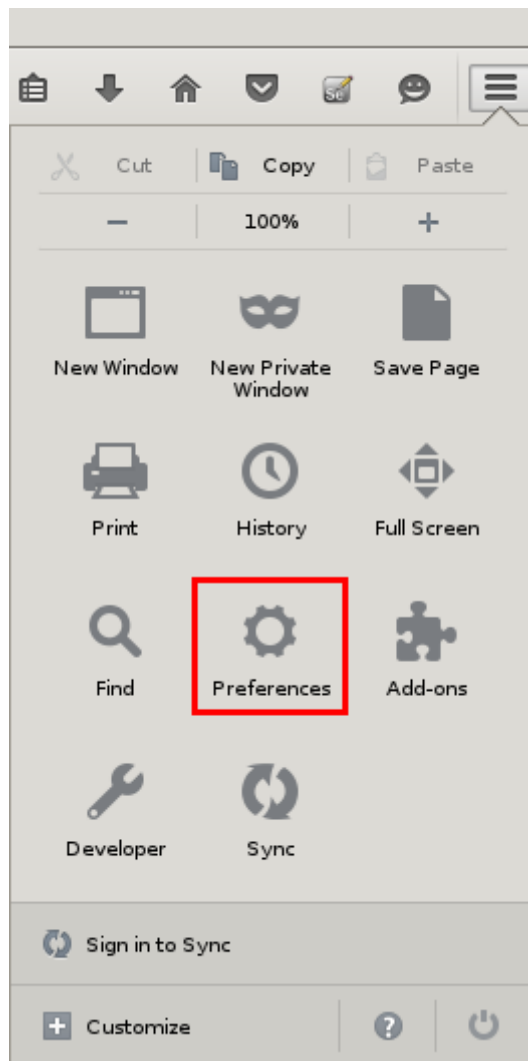 Cut Copy Paste
100%
New Window New Private Window Save Page
Print History Full Screen
Find Preferences Add-ons
Developer Sync
Sign in to Sync
Customize